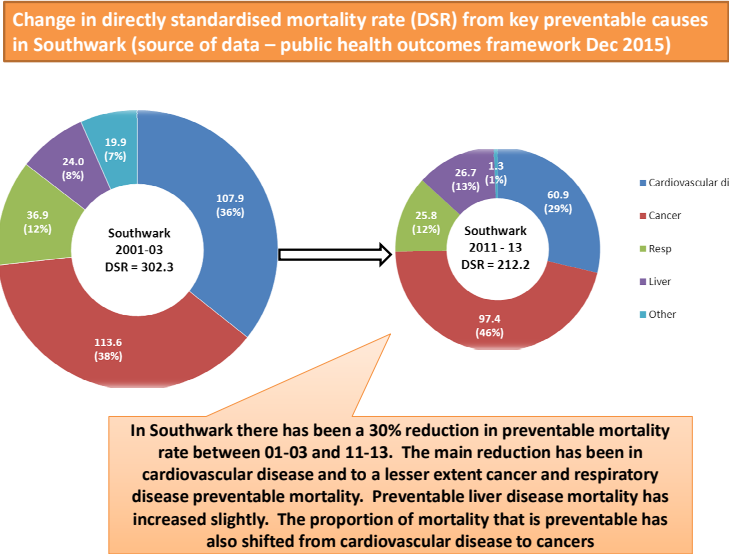 Change in directly standardised mortality rate (DSR) from key preventable causes
in Southwark (source of data – public health outcomes framework Dec 2015)
19.9
(7%)
24.0
(8%)
107.9
(36%)
36.9
(12%)
Southwark
2001-03
DSR = 302.3
113.6
(38%)
1.3
(1%)
26.7
(13%)
60.9
(29%)
25.8
(12%)
Southwark
2011 - 13
DSR = 212.2
97.4
(46%)
Cardiovascular di
Cancer
Resp
Liver
Other
In Southwark there has been a 30% reduction in preventable mortality
rate between 01-03 and 11-13. The main reduction has been in
cardiovascular disease and to a lesser extent cancer and respiratory
disease preventable mortality. Preventable liver disease mortality has
increased slightly. The proportion of mortality that is preventable has
also shifted from cardiovascular disease to cancers